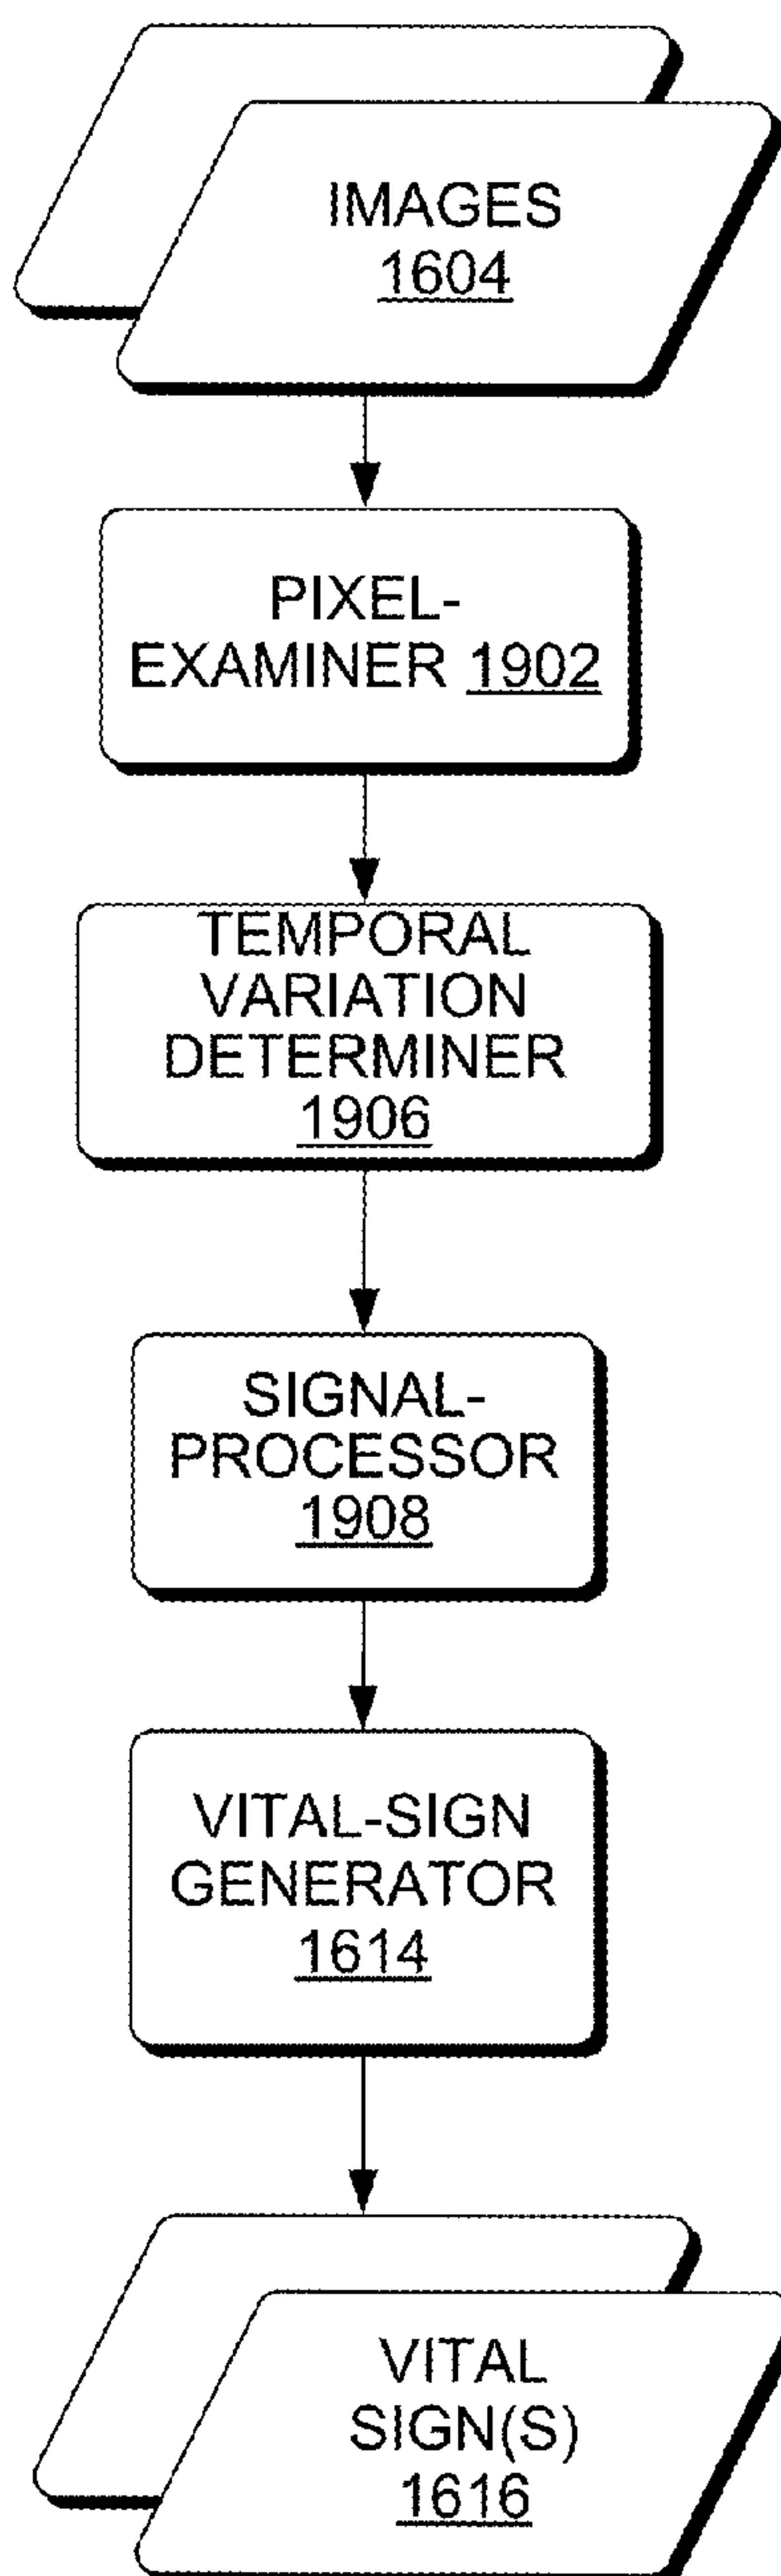 IMAGES
1604
PIXEL-
EXAMINER 1902
TEMPORAL
VARIATION
DETERMINER
1906
SIGNAL-
PROCESSOR
1908
VITAL-SIGN
GENERATOR
1614
VITAL
SIGN(S)
1616